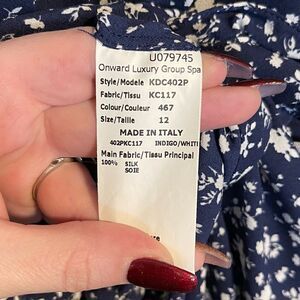 U079745
Onward Luxury Group Spa
Style/Modele KDC402P
Fabric/Tissu KC117
Colour/Couleur 467
Size/Taille 12
MADE IN ITALY
402PKC117 INDIGO/WHITI
Main Fabric/Tissu Principal
100% SILK
SOIE